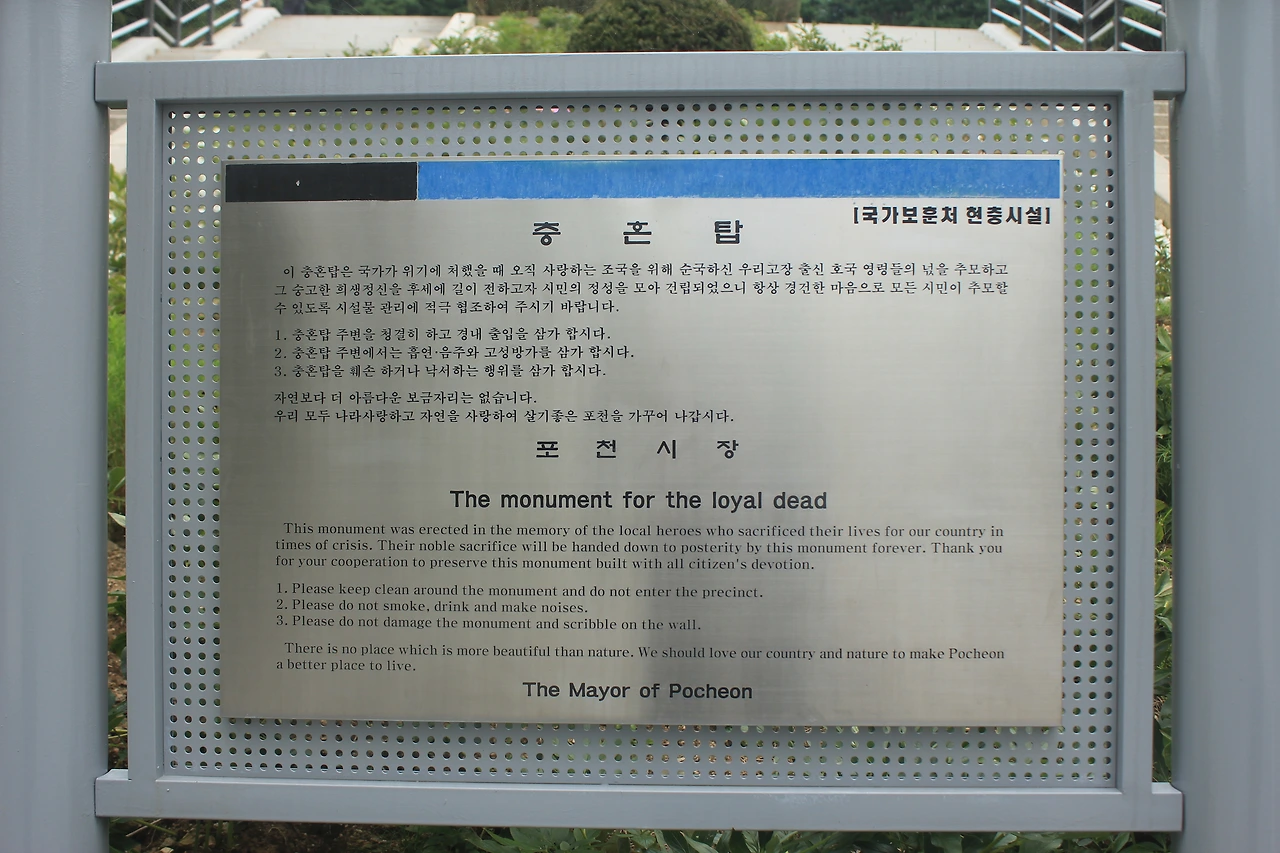 [국가보훈처 현충시설]
충 혼 탑
이 충혼탑은 국가가 위기에 처했을 때 오직 사랑하는 조국을 위해 순국하신 우리고장 출신 호국 영령들의 넋을 추모하고
그 숭고한 희생정신을 후세에 길이 전하고자 시민의 정성을 모아 건립되었으니 항상 경건한 마음으로 모든 시민이 추모할
수 있도록 시설물 관리에 적극 협조하여 주시기 바랍니다.
1. 충혼탑 주변을 청결히 하고 경내 출입을 삼가 합시다.
2. 충혼탑 주변에서는 흡연·음주와 고성방가를 삼가 합시다.
3. 충혼탑을 훼손 하거나 낙서하는 행위를 삼가 합시다.
자연보다 더 아름다운 보금자리는 없습니다.
우리 모두 나라사랑하고 자연을 사랑하여 살기좋은 포천을 가꾸어 나갑시다.
포 천 시 장
The monument for the loyal dead
This monument was erected in the memory of the local heroes who sacrificed their lives for our country in
times of crisis. Their noble sacrifice will be handed down to posterity by this monument forever. Thank you
for your cooperation to preserve this monument built with all citizen's devotion.
1. Please keep clean around the monument and do not enter the precinct.
2. Please do not smoke, drink and make noises.
3. Please do not damage the monument and scribble on the wall.
There is no place which is more beautiful than nature. We should love our country and nature to make Pocheon
a better place to live.
The Mayor of Pocheon